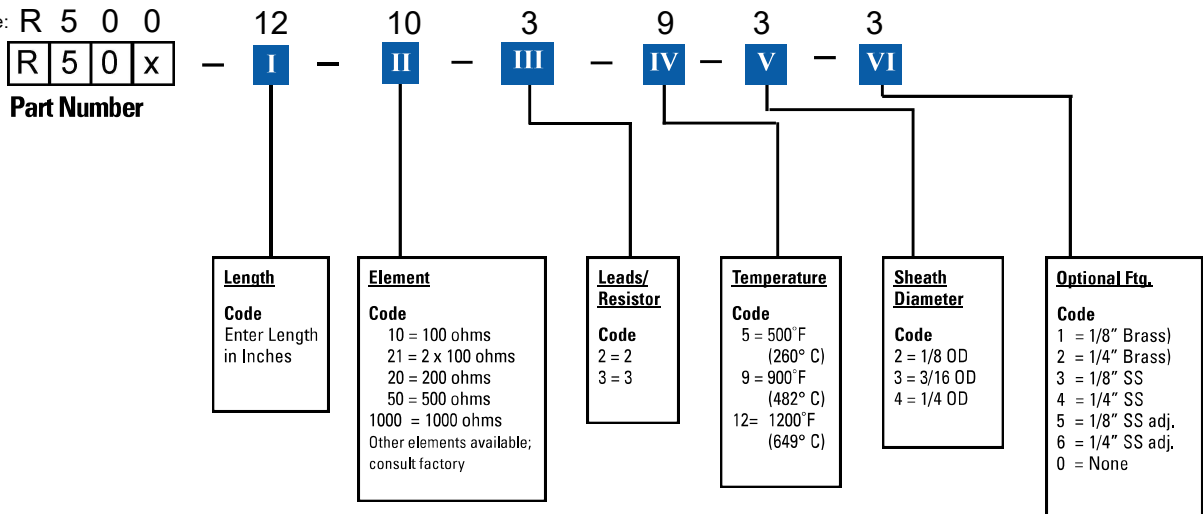 e: R 5 0 0 12 10 3 9 3 3
R 5 0 x – I – II – III – IV – V – VI
Part Number
Length
Code
Enter Length
in Inches
Element
Code
10 = 100 ohms
21 = 2 x 100 ohms
20 = 200 ohms
50 = 500 ohms
1000 = 1000 ohms
Other elements available;
consult factory
Leads/
Resistor
Code
2 = 2
3 = 3
Temperature
Code
5 = 500°F
(260° C)
9 = 900°F
(482° C)
12= 1200°F
(649° C)
Sheath
Diameter
Code
2 = 1/8 OD
3 = 3/16 OD
4 = 1/4 OD
Optional Ftg.
Code
1 = 1/8" Brass)
2 = 1/4" Brass)
3 = 1/8" SS
4 = 1/4" SS
5 = 1/8" SS adj.
6 = 1/4" SS adj.
0 = None